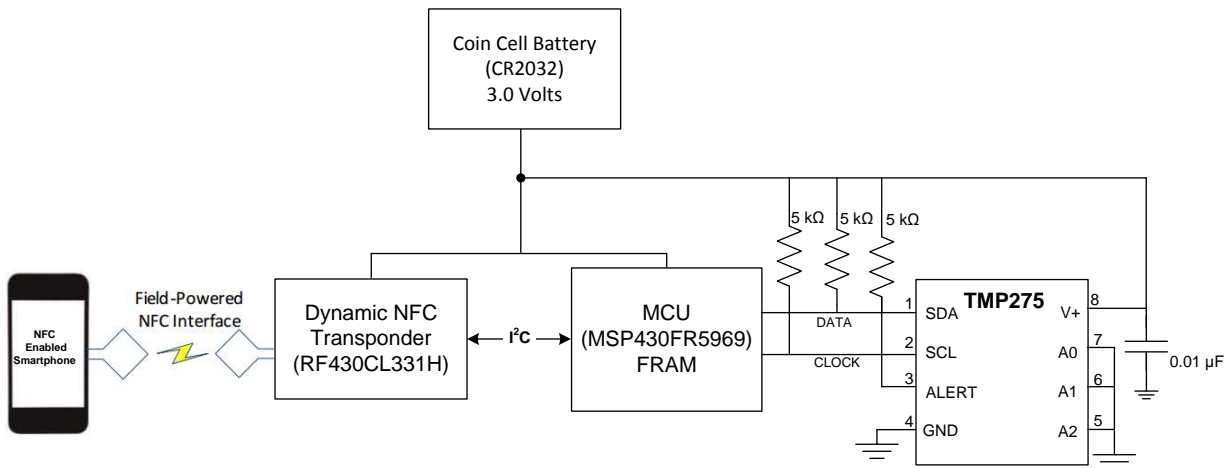 Coin Cell Battery
(CR2032)
3.0 Volts
5 kΩ
5 kΩ
5 kΩ
NFC
Enabled
Smartphone
Field-Powered
NFC Interface
Dynamic NFC
Transponder
(RF430CL331H)
I²C
MCU
(MSP430FR5969)
FRAM
DATA
CLOCK
TMP275
1
SDA
2
SCL
3
ALERT
4
GND
V+
8
A0
7
A1
6
A2
5
0.01 µF